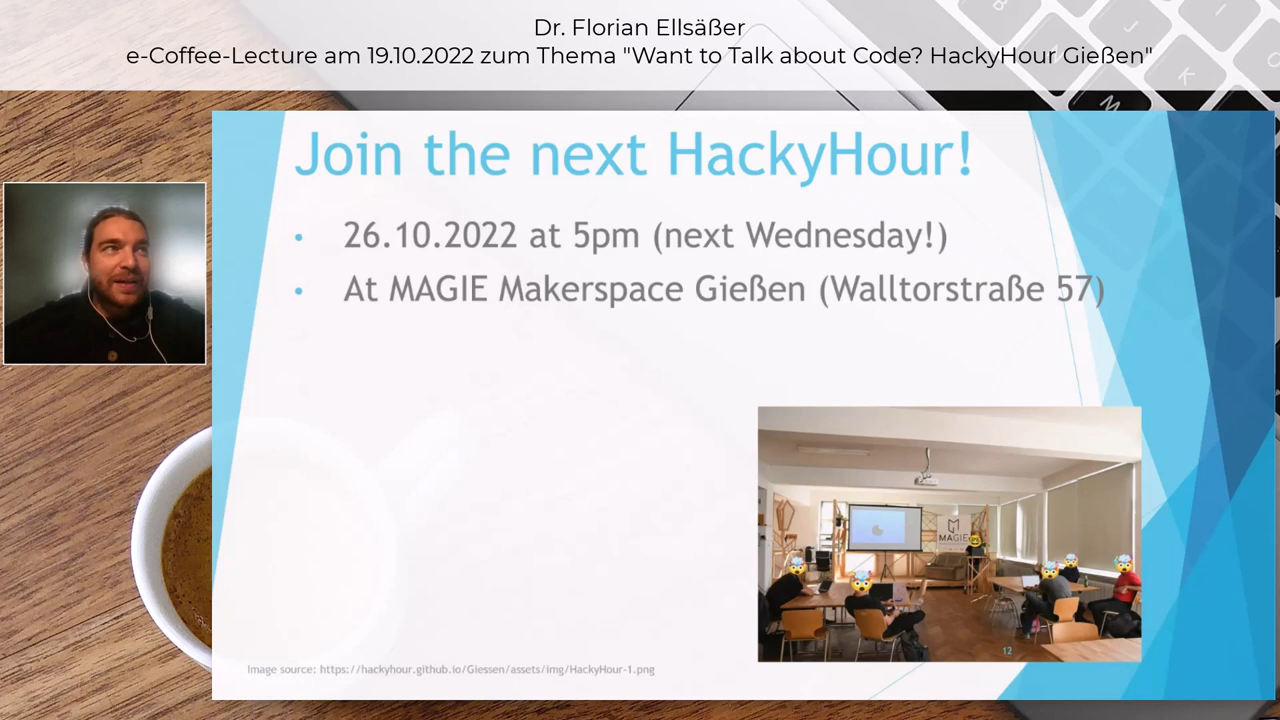 Dr. Florian Ellsäßer
e-Coffee-Lecture am 19.10.2022 zum Thema "Want to Talk about Code? HackyHour Gießen"
Join the next HackyHour!
• 26.10.2022 at 5pm (next Wednesday!)
• At MAGIE Makerspace Gießen (Walltorstraße 57)
MAGIE
12
Image source: https://hackyhour.github.io/Giessen/assets/img/HackyHour-1.png
B
J
I
K
M